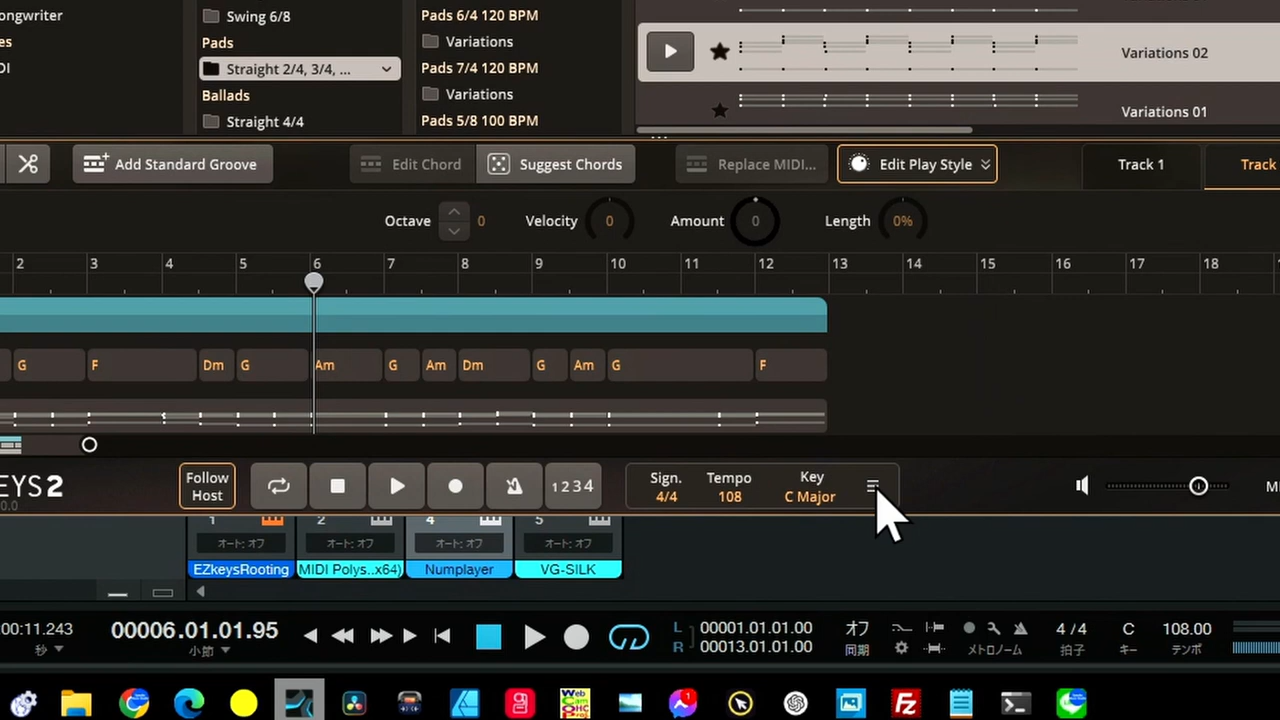 ongwriter
Swing 6/8
Pads 6/4 120 BPM
es
Pads
Variations
Variations 02
DI
Straight 2/4, 3/4, ...
Pads 7/4 120 BPM
Ballads
Variations
Straight 4/4
Pads 5/8 100 BPM
Variations 01
Add Standard Groove
Edit Chord
Suggest Chords
Replace MIDI...
Edit Play Style
Track 1
Track
Octave
0
Velocity
0
Amount
0
Length
0%
2 3 4 5 6 7 8 9 10 11 12 13 14 15 16 17 18
G F Dm G Am G Am Dm G Am G F
EYS 2
0.0
Follow
Host
1 2 3 4
Sign.
4/4
Tempo
108
Key
C Major
1 2 4 5
オート: オフ オート: オフ オート: オフ オート: オフ
EZkeysRooting MIDI Polys..x64) Numplayer VG-SILK
:00:11.243
秒
00006.01.01.95
小節
L 00001.01.01.00
R 00013.01.01.00
オフ
同期
メトロノーム
4 / 4
拍子
C
キー
108.00
テンポ